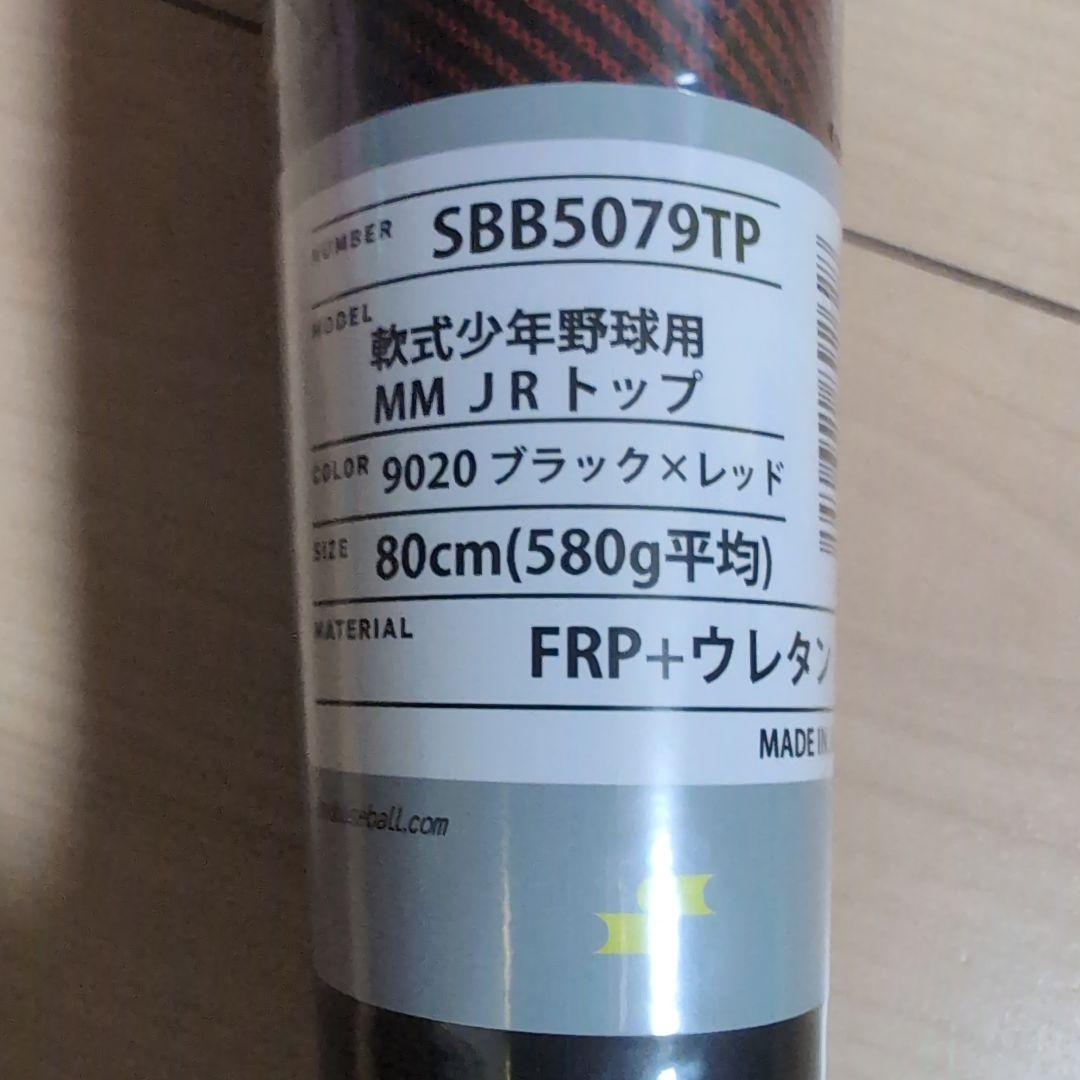 NUMBER SBB5079TP
MODEL 軟式少年野球用
MM JRトップ
COLOR 9020 ブラック×レッド
SIZE 80cm(580g平均)
MATERIAL FRP+ウレタン
MADE IN